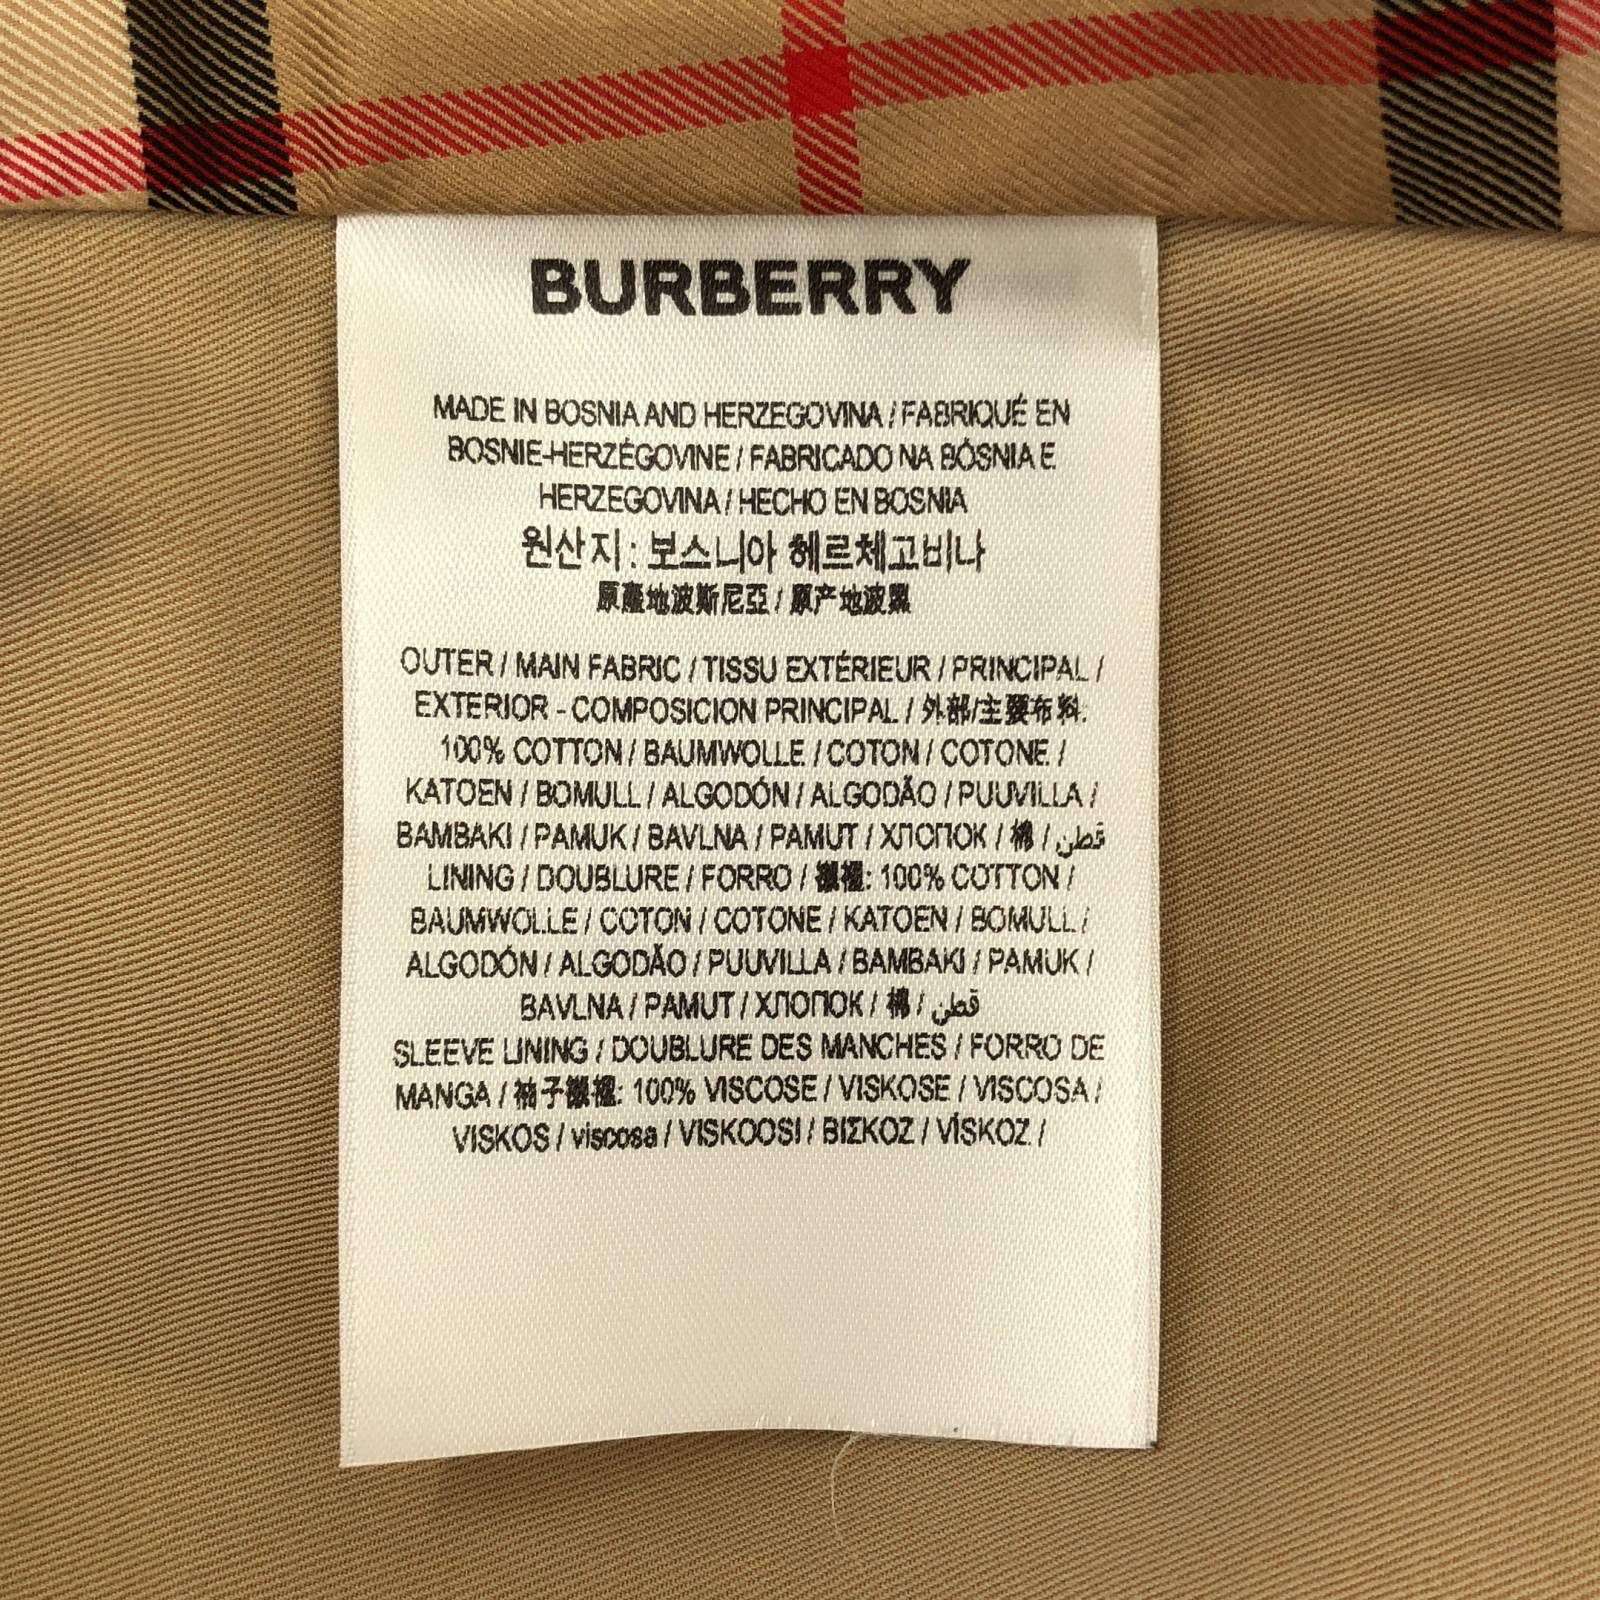 BURBERRY
MADE IN BOSNIA AND HERZEGOVINA / FABRIQUÉ EN
BOSNIE-HERZÉGOVINE / FABRICADO NA BÓSNIA E
HERZEGOVINA / HECHO EN BOSNIA
원산지 : 보스니아 헤르체고비나
原產地波斯尼亞 / 原产地波黑
OUTER / MAIN FABRIC / TISSU EXTÉRIEUR / PRINCIPAL /
EXTERIOR - COMPOSICION PRINCIPAL / 外部/主要布料:
100% COTTON / BAUMWOLLE / COTON / COTONE /
KATOEN / BOMULL / ALGODÓN / ALGODÃO / PUUVILLA /
BAMBAKI / PAMUK / BAVLNA / PAMUT / ХЛОПОК / 棉 / قطن
LINING / DOUBLURE / FORRO / 襯裡: 100% COTTON /
BAUMWOLLE / COTON / COTONE / KATOEN / BOMULL /
ALGODÓN / ALGODÃO / PUUVILLA / BAMBAKI / PAMUK /
BAVLNA / PAMUT / ХЛОПОК / 棉 / قطن
SLEEVE LINING / DOUBLURE DES MANCHES / FORRO DE
MANGA / 袖子襯裡: 100% VISCOSE / VISKOSE / VISCOSA /
VISKOS / viscosa / VISKOOSI / ΒΙΣΚΟΖ / VÍSKOZ /